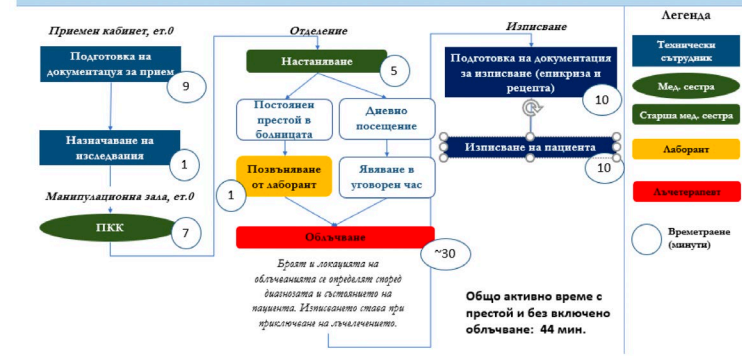 Приемен кабинет, ет.0
Подготовка на
документацуя за прием
9
Назначаване на
изследвания
1
Манипулационна зала, ет.0
ПКК
7
Отделение
Настаняване
5
Постоянен
престой в
болницата
Дневно
посещение
Позвъняване
от лаборант
1
Явяване в
уговорен час
Облъчване
~30
Броят и локацията на
облъчванията се определят според
диагнозата и състоянието на
пациента. Изписването става при
приключване на лъчелечението.
Изписване
Подготовка на документация
за изписване (епикриза и
рецепта)
10
Изписване на пациента
10
Общо активно време с
престой и без включено
облъчване: 44 мин.
Легенда
Технически
сътрудник
Мед. сестра
Старша мед. сестра
Лаборант
Лъчетерапевт
Времетраене
(минути)